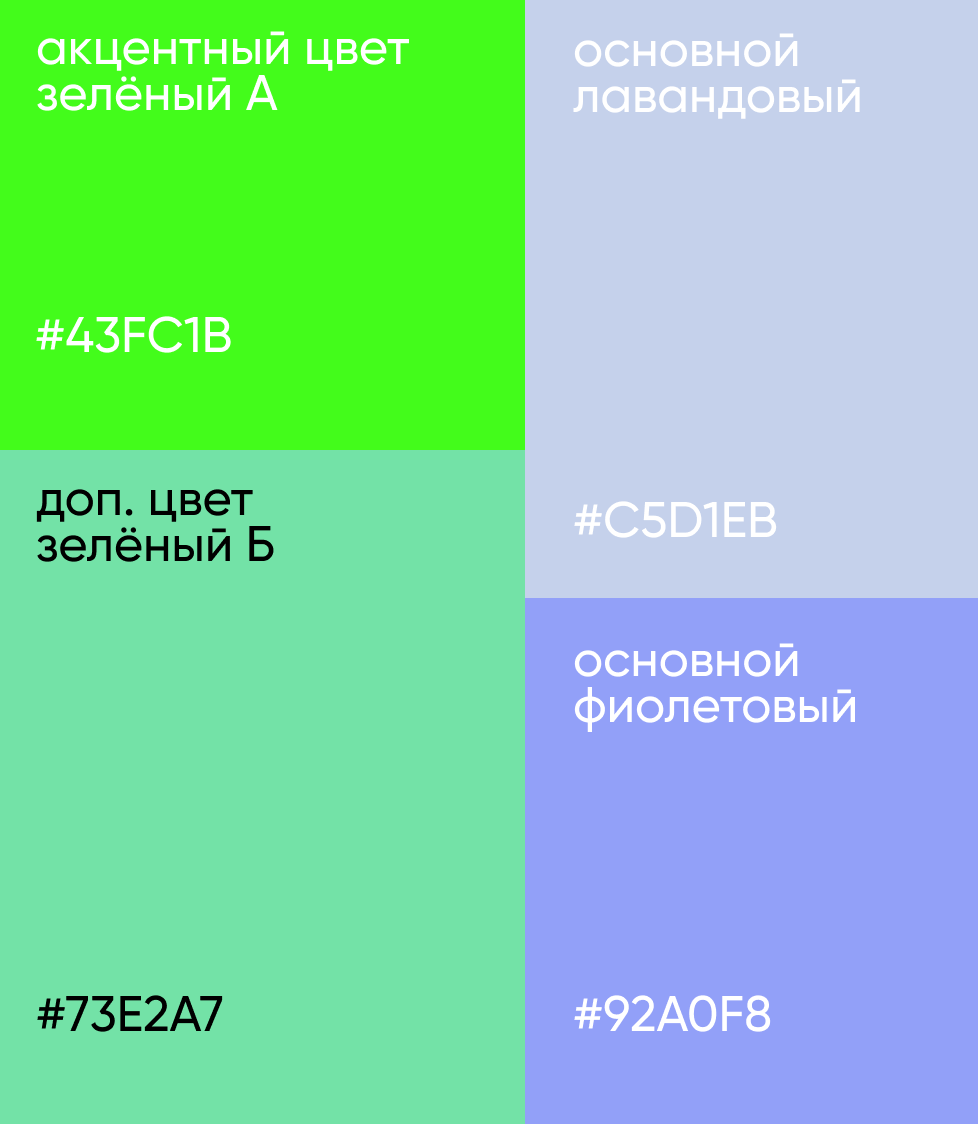 акцентный цвет
зелёный А
#43FC1B
доп. цвет
зелёный Б
#73E2A7
основной
лавандовый
#C5D1EB
основной
фиолетовый
#92A0F8